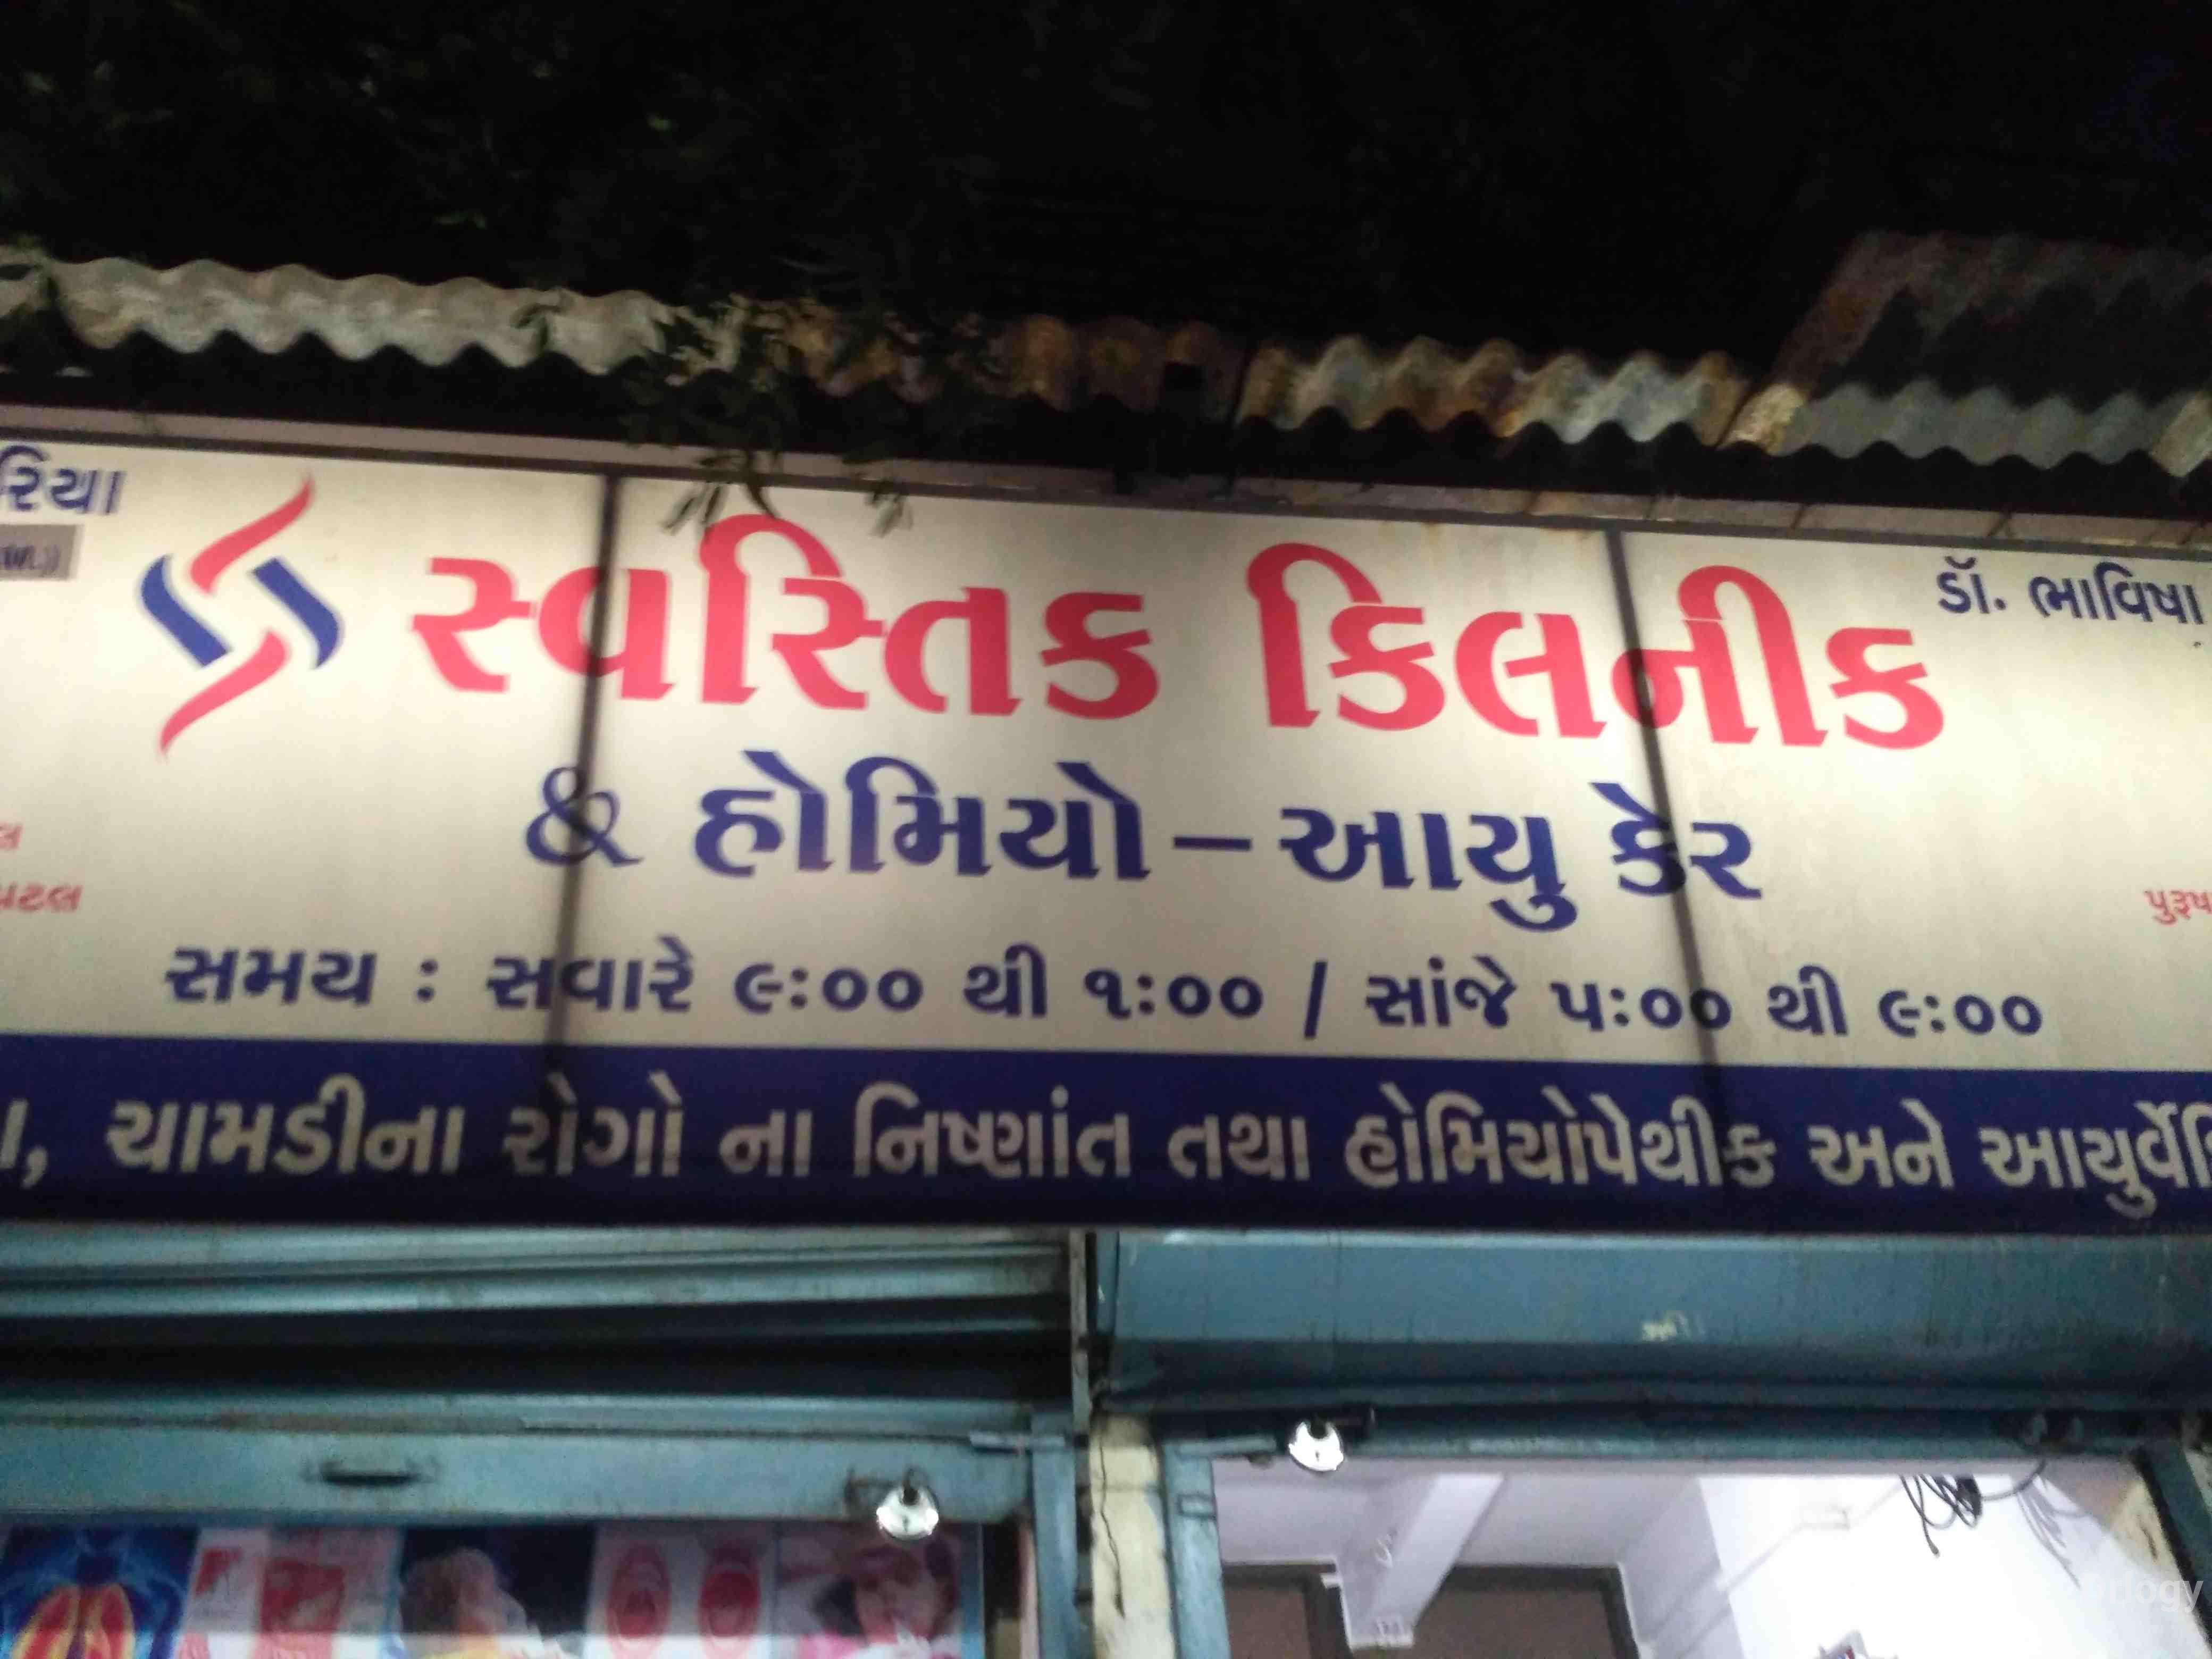 સ્વસ્તિક કિલનીક
ડૉ. ભાવિષા
& હોમિયો – આયુ કેર
સમય : સવારે ૯:૦૦ થી ૧:૦૦ / સાંજે ૫:૦૦ થી ૯:૦૦
ચામડીના રોગો ના નિષ્ણાંત તથા હોમિયોપેથીક અને